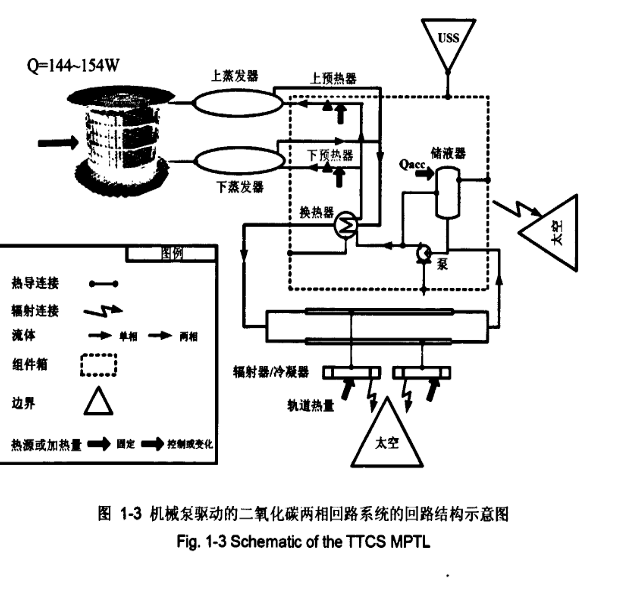 USS
Q=144~154W
上蒸发器
上预热器
下预热器
下蒸发器
储液器
Qacc
换热器
泵
太空
图例
热导连接
辐射连接
流体
单相
两相
组件箱
边界
热源或加热量
固定
控制或变化
辐射器/冷凝器
轨道热量
太空
图 1-3 机械泵驱动的二氧化碳两相回路系统的回路结构示意图
Fig. 1-3 Schematic of the TTCS MPTL